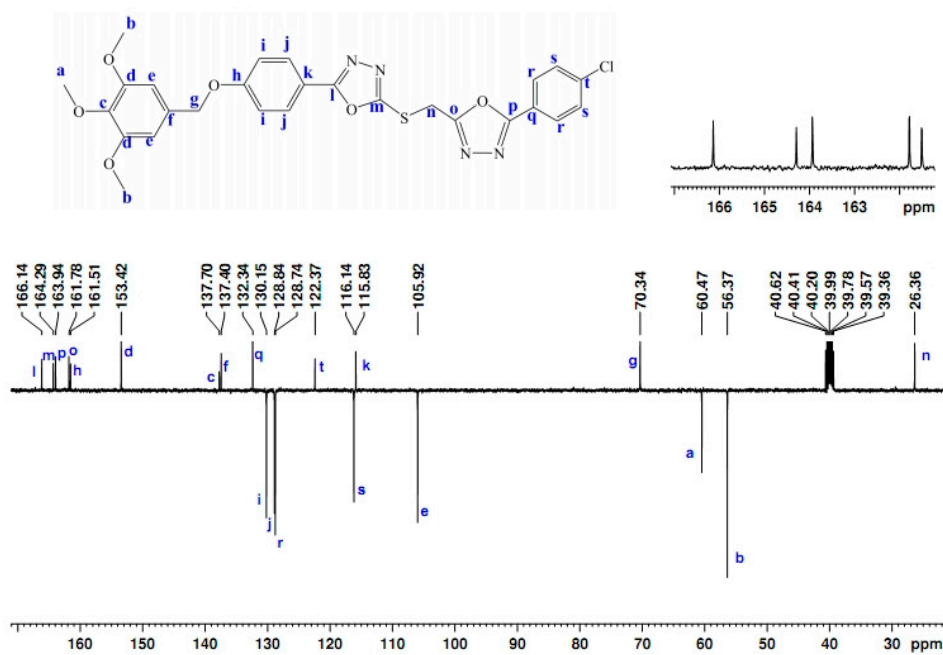 b
a
b
O
O
O
d
c
d
e
e
f
g
O
h
i
i
j
j
k
l
N
N
O
m
S
n
o
O
N
N
p
q
r
r
s
s
t
Cl
166 165 164 163 ppm
166.14
164.29
163.94
161.78
161.51
153.42
137.70
137.40
132.34
130.15
128.84
128.74
122.37
116.14
115.83
105.92
70.34
60.47
56.37
40.62
40.41
40.20
39.99
39.78
39.57
39.36
26.36
l
m
p
o
h
d
c
f
q
t
k
g
n
i
j
r
s
e
a
b
160 150 140 130 120 110 100 90 80 70 60 50 40 30 ppm